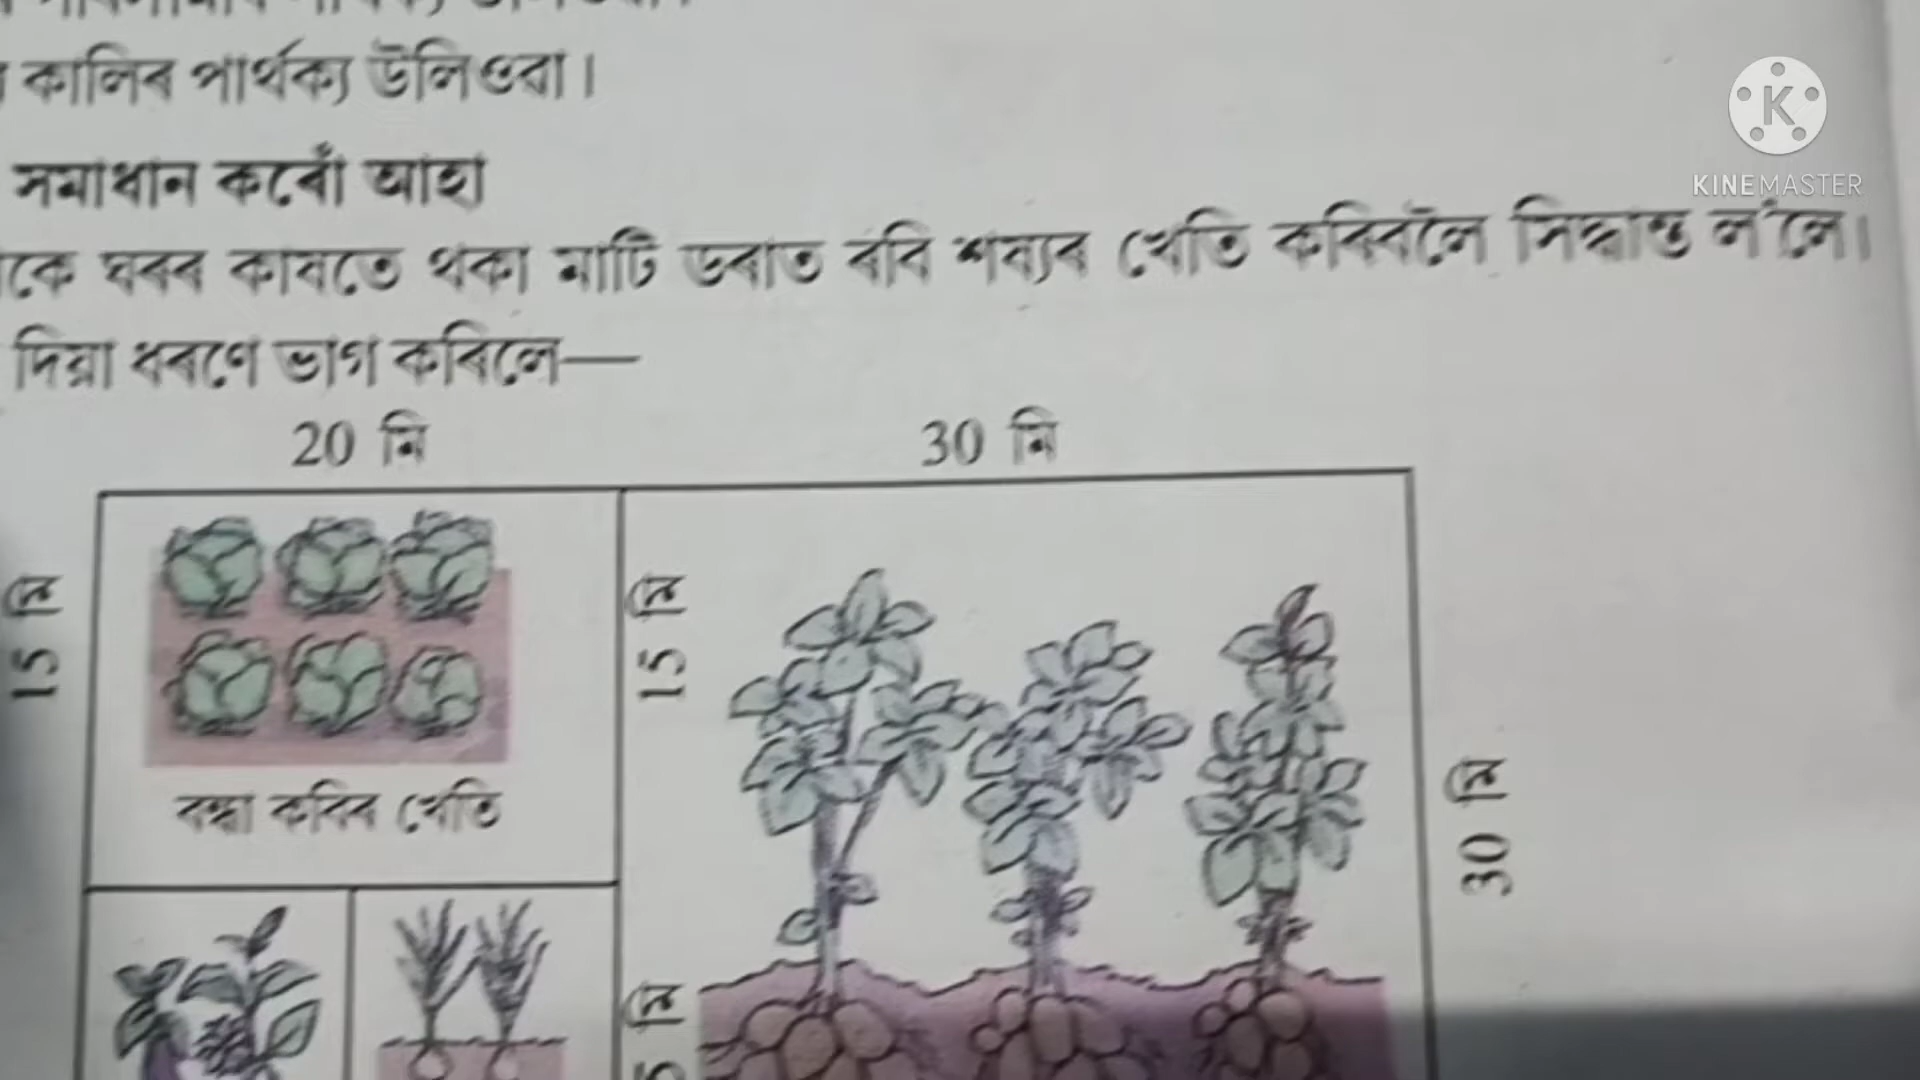 কালিৰ পাৰ্থক্য উলিওৱা।
সমাধান কৰোঁ আহা
ঘৰৰ কাষতে থকা মাটি ডৰাত ৰবি শস্যৰ খেতি কৰিবলৈ সিদ্ধান্ত ল'লে।
দিয়া ধৰণে ভাগ কৰিলে—
20 মি
30 মি
15 মি
15 মি
30 মি
বন্ধা কবিৰ খেতি
মি
KINEMASTER